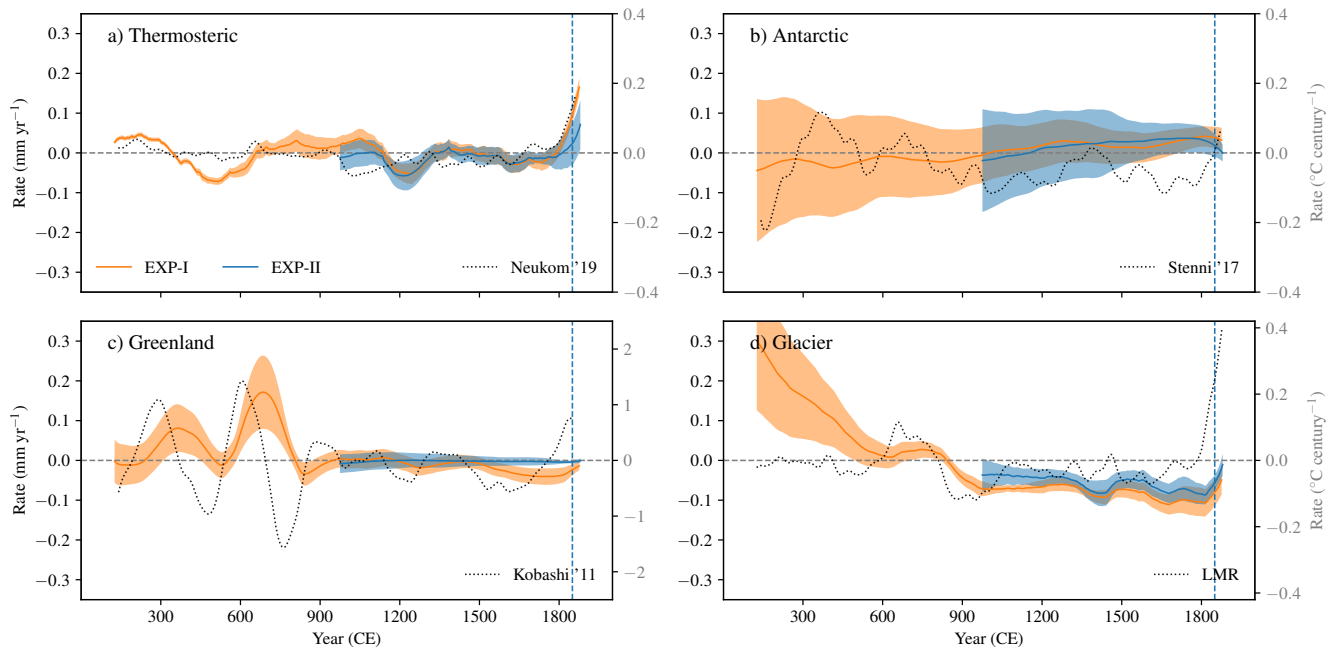 a) Thermosteric
0.3
0.2
0.1
0.0
−0.1
−0.2
−0.3
Rate (mm yr⁻¹)
0.4
0.2
0.0
−0.2
−0.4
EXP-I
EXP-II
Neukom ’19
b) Antarctic
0.3
0.2
0.1
0.0
−0.1
−0.2
−0.3
0.4
0.2
0.0
−0.2
−0.4
Rate (°C century⁻¹)
Stenni ’17
c) Greenland
0.3
0.2
0.1
0.0
−0.1
−0.2
−0.3
Rate (mm yr⁻¹)
2
1
0
−1
−2
Kobashi ’11
300 600 900 1200 1500 1800
Year (CE)
d) Glacier
0.3
0.2
0.1
0.0
−0.1
−0.2
−0.3
0.4
0.2
0.0
−0.2
−0.4
Rate (°C century⁻¹)
LMR
300 600 900 1200 1500 1800
Year (CE)